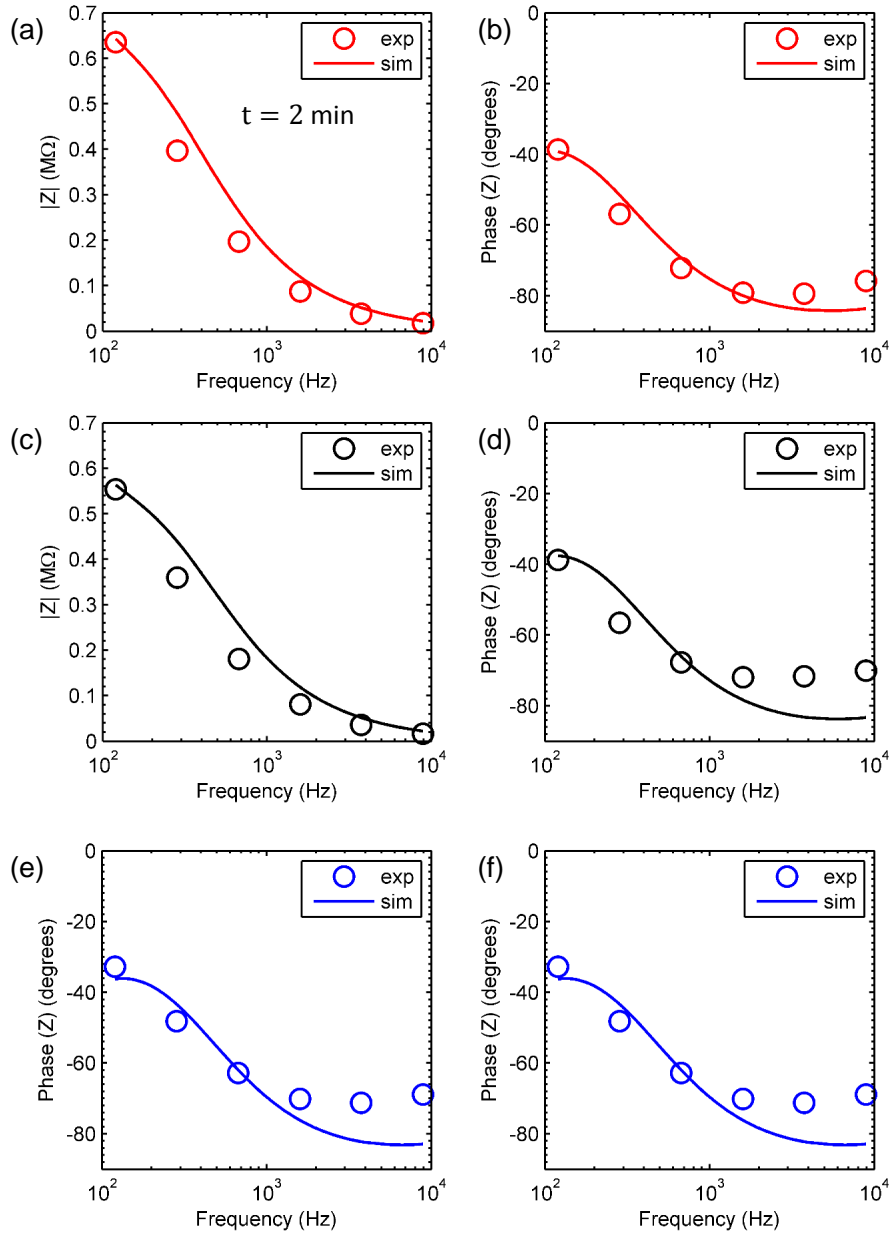 (a)
0.7
0.6
0.5
0.4
0.3
0.2
0.1
0
|Z| (MΩ)
exp
sim
t = 2 min
10^2
10^3
10^4
Frequency (Hz)
(b)
0
-20
-40
-60
-80
Phase (Z) (degrees)
exp
sim
10^2
10^3
10^4
Frequency (Hz)
(c)
0.7
0.6
0.5
0.4
0.3
0.2
0.1
0
|Z| (MΩ)
exp
sim
10^2
10^3
10^4
Frequency (Hz)
(d)
0
-20
-40
-60
-80
Phase (Z) (degrees)
exp
sim
10^2
10^3
10^4
Frequency (Hz)
(e)
0
-20
-40
-60
-80
Phase (Z) (degrees)
exp
sim
10^2
10^3
10^4
Frequency (Hz)
(f)
0
-20
-40
-60
-80
Phase (Z) (degrees)
exp
sim
10^2
10^3
10^4
Frequency (Hz)